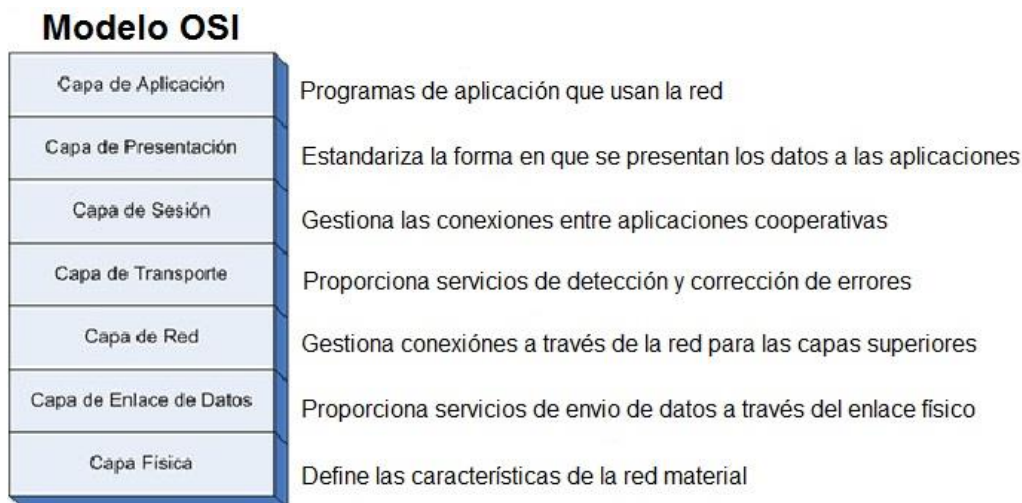 Modelo OSI
Capa de Aplicación
Programas de aplicación que usan la red
Capa de Presentación
Estandariza la forma en que se presentan los datos a las aplicaciones
Capa de Sesión
Gestiona las conexiones entre aplicaciones cooperativas
Capa de Transporte
Proporciona servicios de detección y corrección de errores
Capa de Red
Gestiona conexiónes a través de la red para las capas superiores
Capa de Enlace de Datos
Proporciona servicios de envio de datos a través del enlace físico
Capa Física
Define las características de la red material